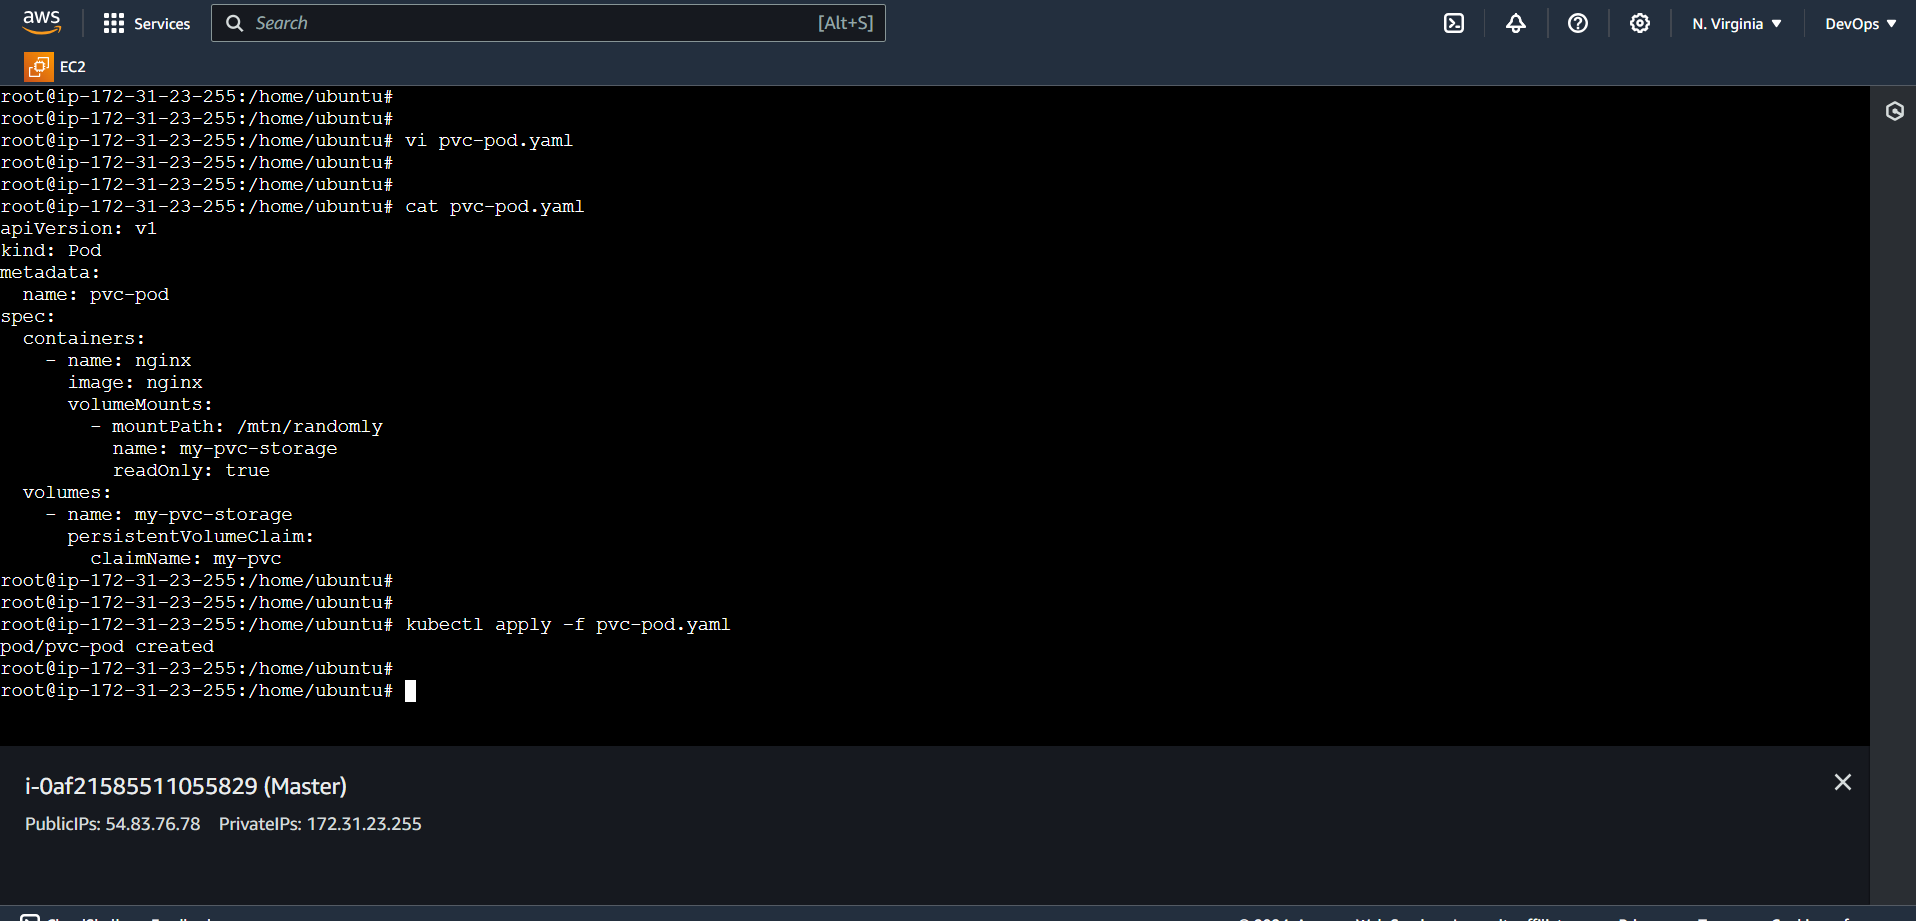 aws Services Search [Alt+S] N. Virginia DevOps
EC2
root@ip-172-31-23-255:/home/ubuntu#
root@ip-172-31-23-255:/home/ubuntu#
root@ip-172-31-23-255:/home/ubuntu# vi pvc-pod.yaml
root@ip-172-31-23-255:/home/ubuntu#
root@ip-172-31-23-255:/home/ubuntu#
root@ip-172-31-23-255:/home/ubuntu# cat pvc-pod.yaml
apiVersion: v1
kind: Pod
metadata:
  name: pvc-pod
spec:
  containers:
    - name: nginx
      image: nginx
      volumeMounts:
        - mountPath: /mtn/randomly
          name: my-pvc-storage
          readOnly: true
  volumes:
    - name: my-pvc-storage
      persistentVolumeClaim:
        claimName: my-pvc
root@ip-172-31-23-255:/home/ubuntu#
root@ip-172-31-23-255:/home/ubuntu#
root@ip-172-31-23-255:/home/ubuntu# kubectl apply -f pvc-pod.yaml
pod/pvc-pod created
root@ip-172-31-23-255:/home/ubuntu#
root@ip-172-31-23-255:/home/ubuntu#
i-0af21585511055829 (Master)
PublicIPs: 54.83.76.78 PrivateIPs: 172.31.23.255